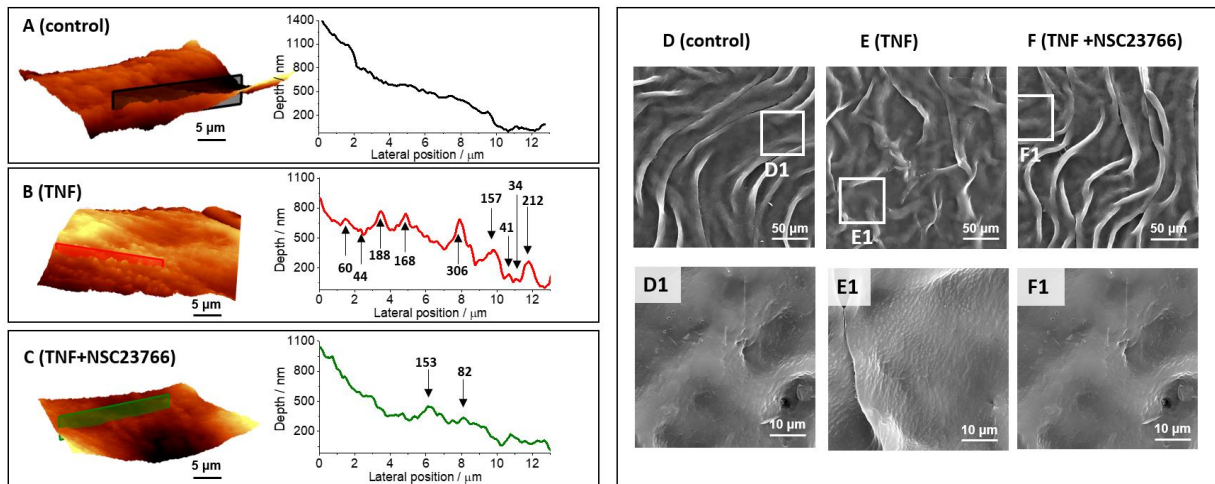 A (control)
5 µm
Depth/ nm
1400
1100
800
500
200
0 2 4 6 8 10 12
Lateral position / µm
B (TNF)
5 µm
Depth / nm
1100
800
500
200
60
44
188
168
306
157
41
34
212
0 2 4 6 8 10 12
Lateral position / µm
C (TNF+NSC23766)
5 µm
Depth / nm
1100
800
500
200
153
82
0 2 4 6 8 10 12
Lateral position / µm
D (control)
E (TNF)
F (TNF +NSC23766)
D1
50 µm
E1
50 µm
F1
50 µm
D1
10 µm
E1
10 µm
F1
10 µm